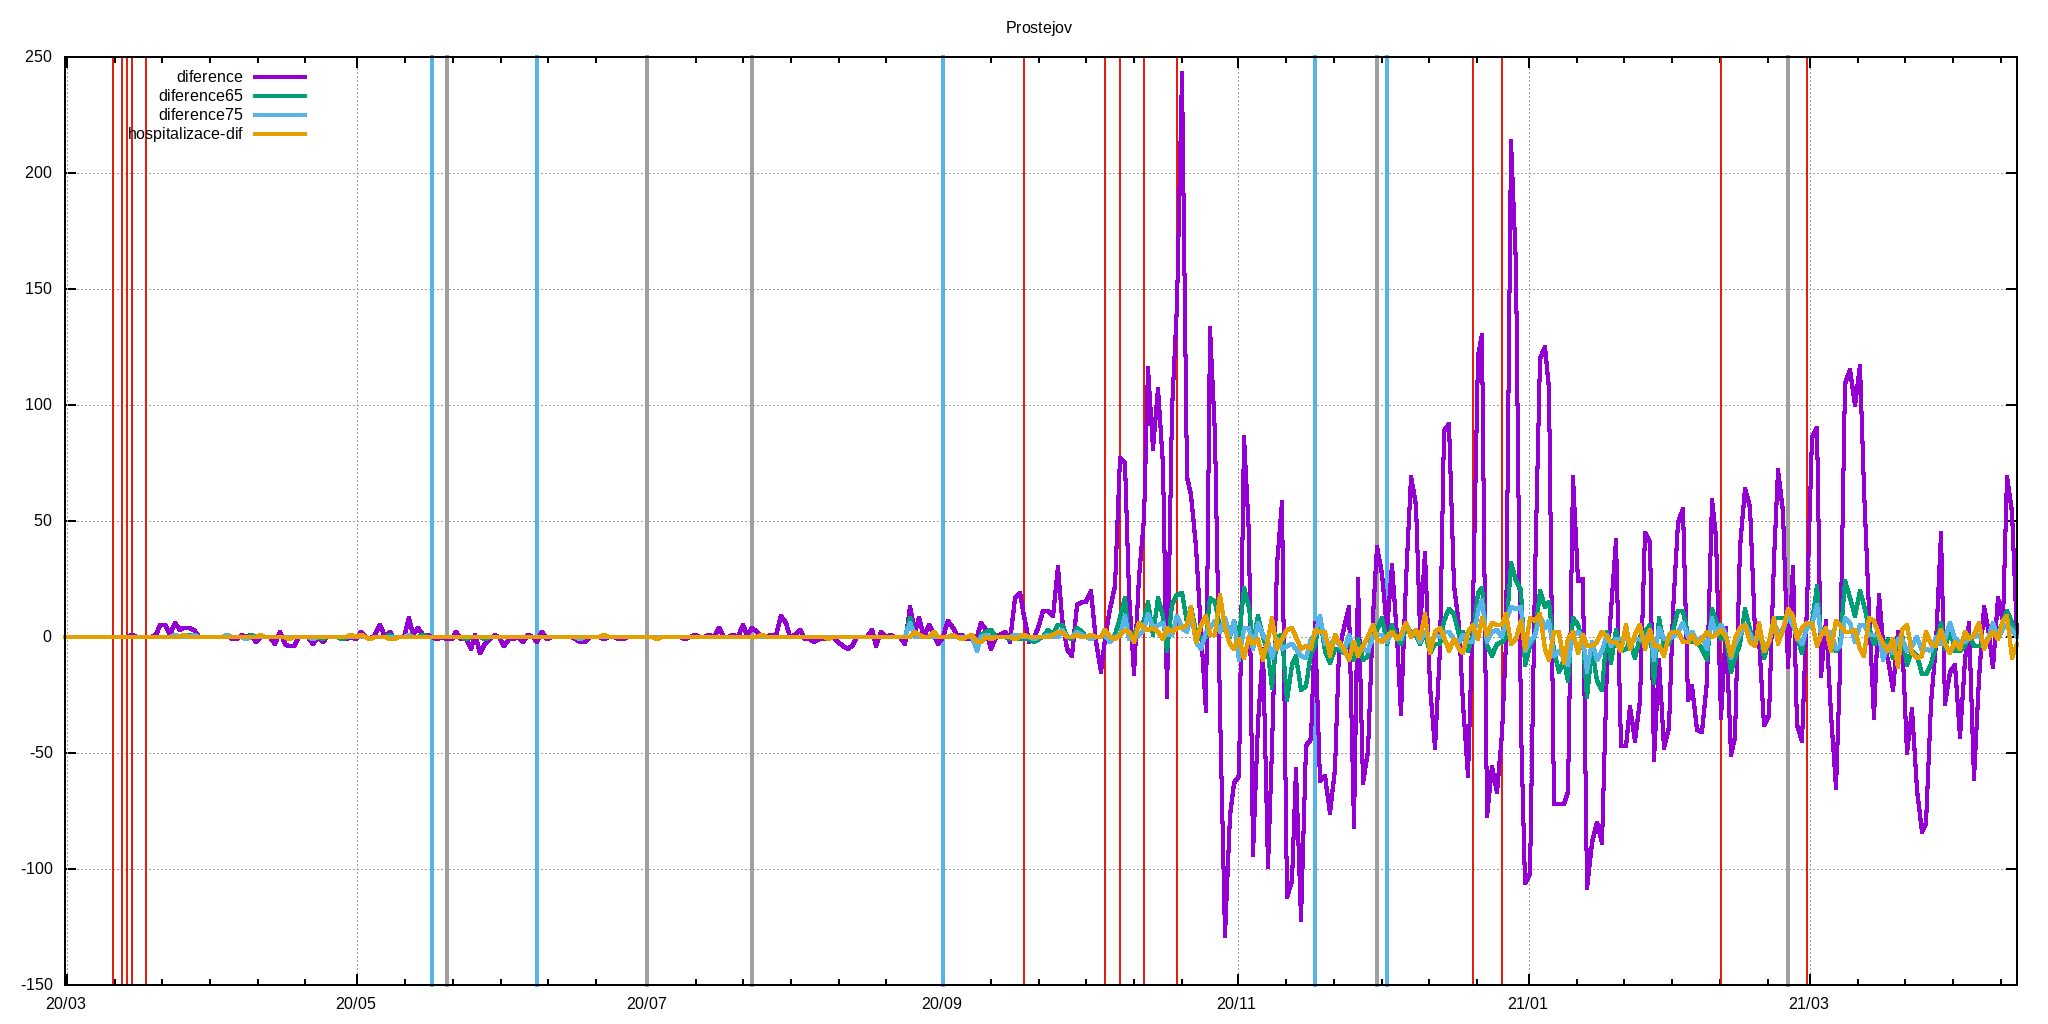 Prostejov
250
200
150
100
50
0
-50
-100
-150
diference
diference65
diference75
hospitalizace-dif
20/03 20/05 20/07 20/09 20/11 21/01 21/03